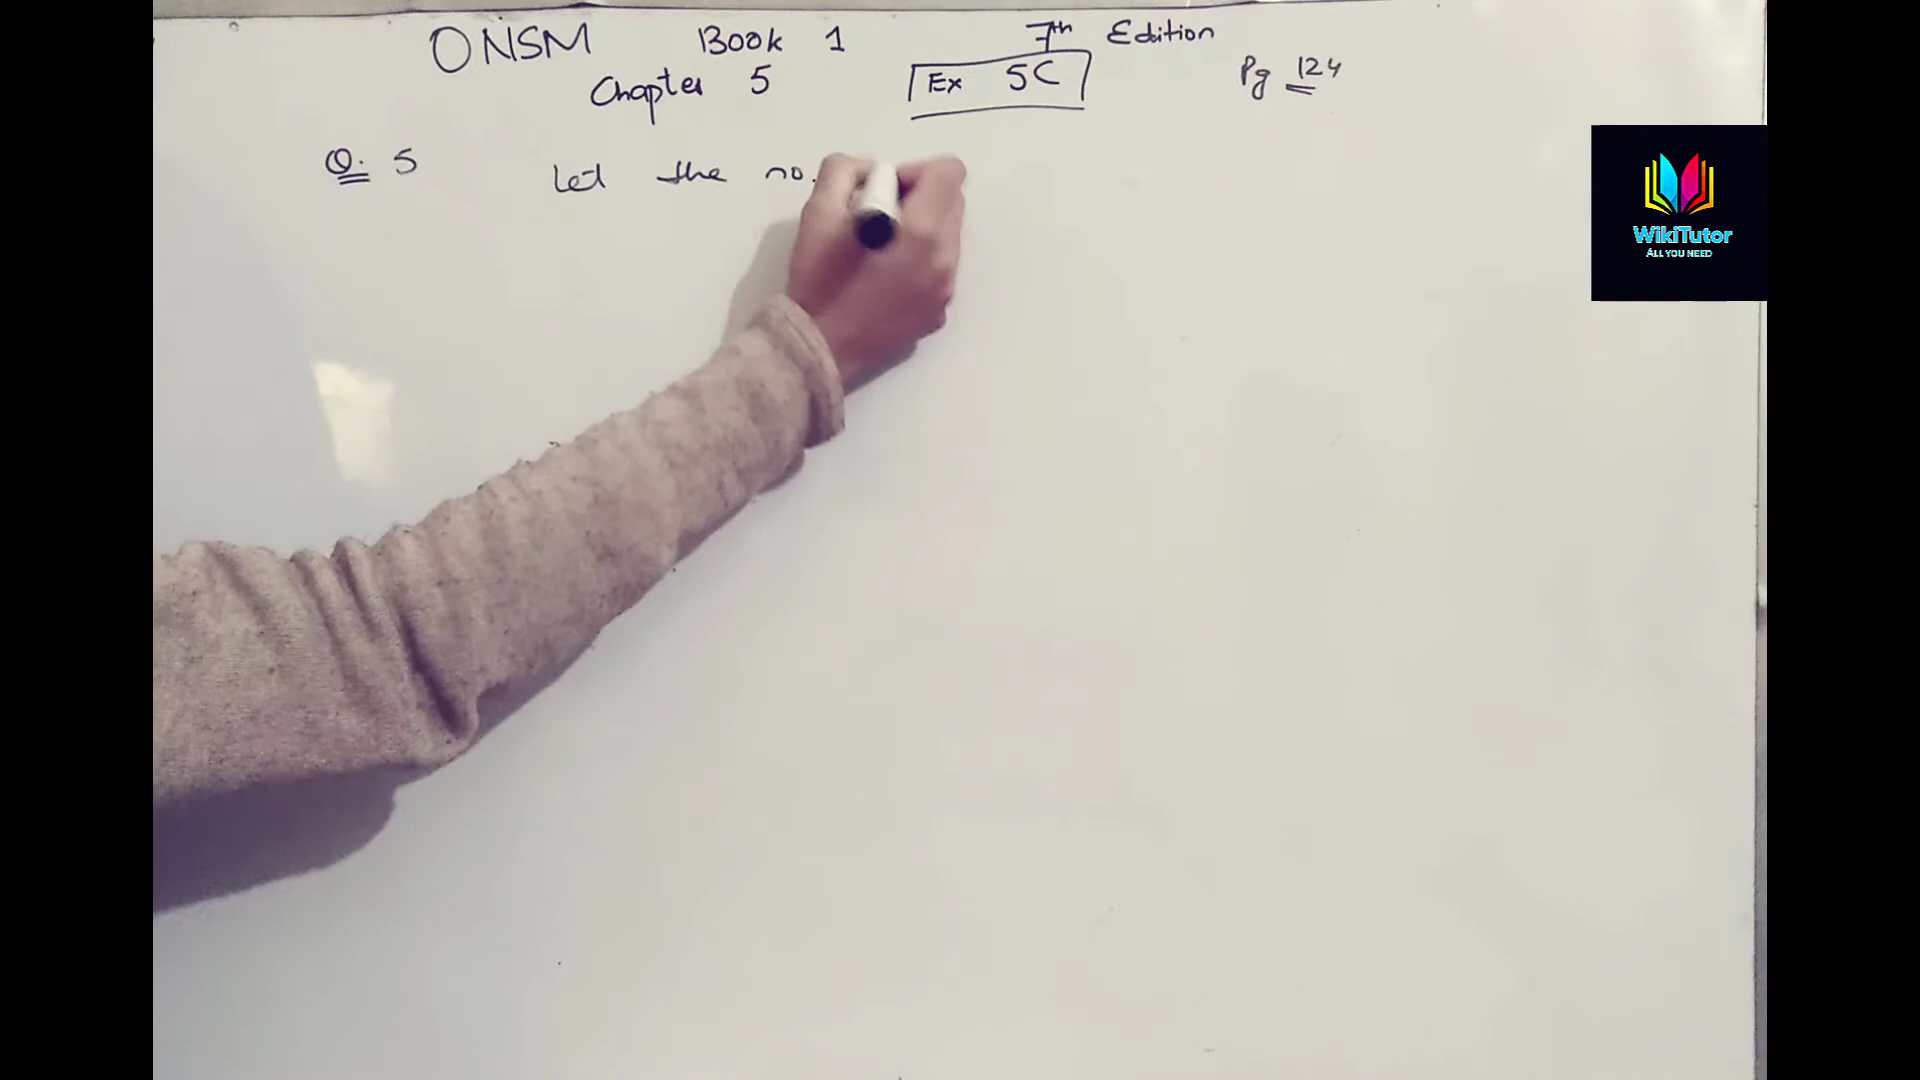 ONSM Book 1 7th Edition
Chapter 5 Ex 5C Pg 124
Q. 5 Let the no.
WikiTutor
ALL YOU NEED